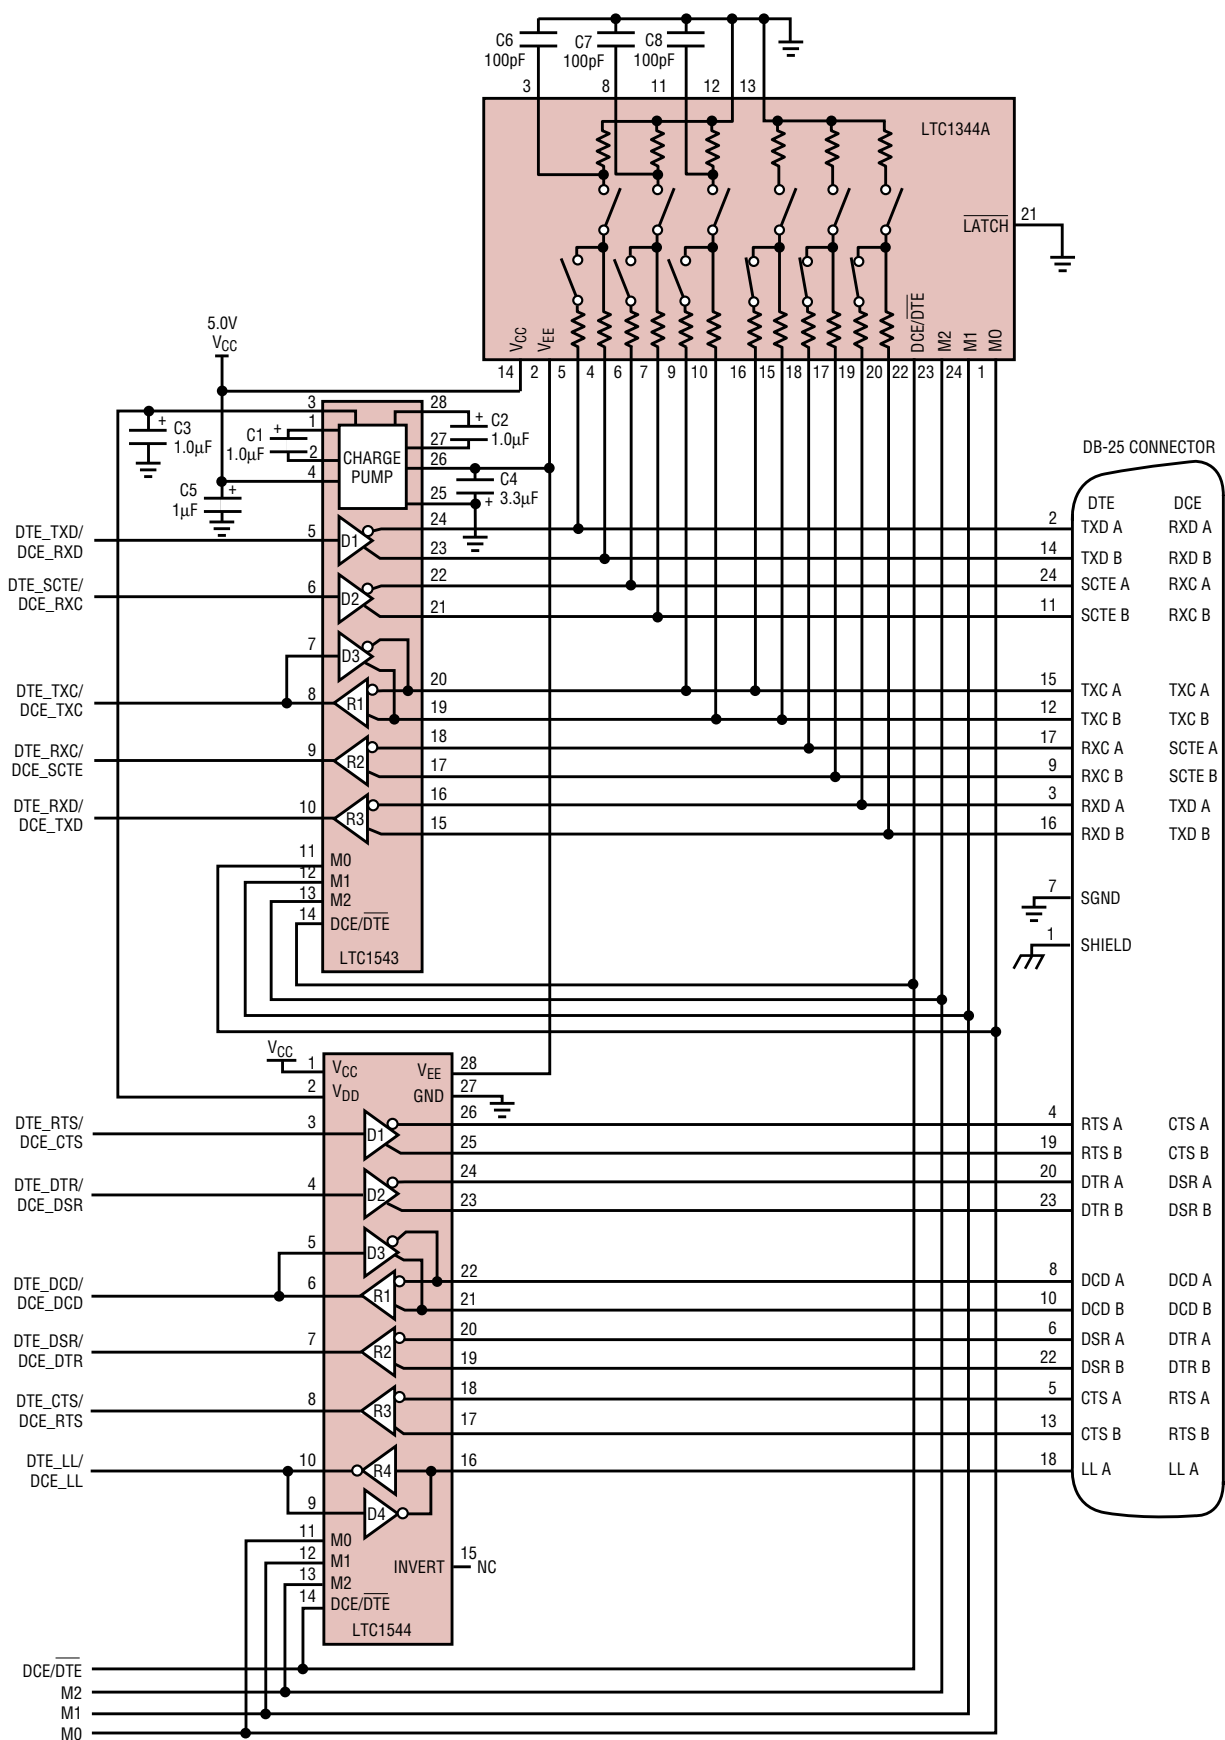 C6
100pF
C7
100pF
C8
100pF
3
8
11
12
13
LTC1344A
LATCH
21
5.0V
VCC
VCC
VEE
DCE/DTE
M2
M1
M0
14
2
5
4
6
7
9
10
16
15
18
17
19
20
22
23
24
1
3
28
C3
1.0µF
C1
1.0µF
1
2
4
CHARGE
PUMP
27
26
25
C2
1.0µF
C4
3.3µF
C5
1µF
DB-25 CONNECTOR
DTE
DCE
DTE_TXD/
DCE_RXD
5
D1
24
23
2
TXD A
RXD A
14
TXD B
RXD B
DTE_SCTE/
DCE_RXC
6
D2
22
21
24
SCTE A
RXC A
11
SCTE B
RXC B
7
D3
DTE_TXC/
DCE_TXC
8
R1
20
19
15
TXC A
TXC A
12
TXC B
TXC B
DTE_RXC/
DCE_SCTE
9
R2
18
17
17
RXC A
SCTE A
9
RXC B
SCTE B
DTE_RXD/
DCE_TXD
10
R3
16
15
3
RXD A
TXD A
16
RXD B
TXD B
11
M0
12
M1
13
M2
14
DCE/DTE
LTC1543
7
SGND
1
SHIELD
VCC
1
VCC
2
VDD
VEE
28
GND
27
DTE_RTS/
DCE_CTS
3
D1
26
25
4
RTS A
CTS A
19
RTS B
CTS B
DTE_DTR/
DCE_DSR
4
D2
24
23
20
DTR A
DSR A
23
DTR B
DSR B
5
D3
DTE_DCD/
DCE_DCD
6
R1
22
21
8
DCD A
DCD A
10
DCD B
DCD B
DTE_DSR/
DCE_DTR
7
R2
20
19
6
DSR A
DTR A
22
DSR B
DTR B
DTE_CTS/
DCE_RTS
8
R3
18
17
5
CTS A
RTS A
13
CTS B
RTS B
DTE_LL/
DCE_LL
10
R4
16
18
LL A
LL A
9
D4
11
M0
12
M1
13
M2
14
DCE/DTE
INVERT
15
NC
LTC1544
DCE/DTE
M2
M1
M0